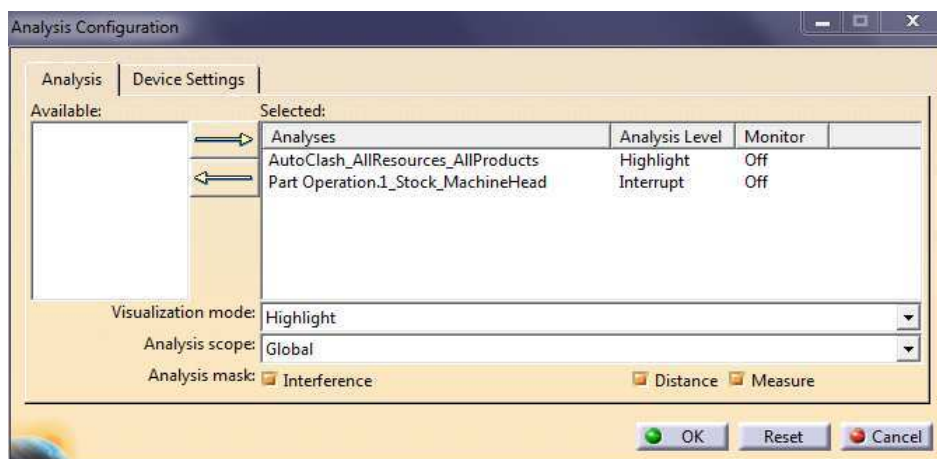 Analysis Configuration
Analysis Device Settings
Available: Selected:
Analyses Analysis Level Monitor
AutoClash_AllResources_AllProducts Highlight Off
Part Operation.1_Stock_MachineHead Interrupt Off
Visualization mode: Highlight
Analysis scope: Global
Analysis mask: Interference Distance Measure
OK Reset Cancel